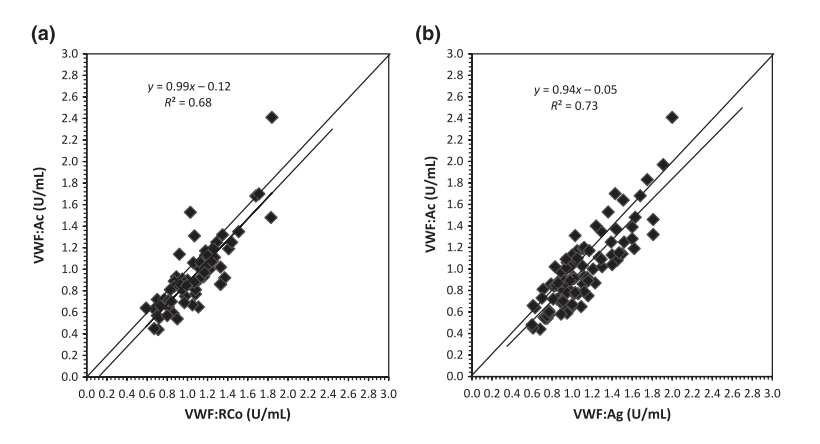 (a)
3.0
2.8
2.6
2.4
2.2
2.0
1.8
1.6
1.4
1.2
1.0
0.8
0.6
0.4
0.2
0.0
VWF:Ac (U/mL)
y = 0.99x – 0.12
R² = 0.68
0.0 0.2 0.4 0.6 0.8 1.0 1.2 1.4 1.6 1.8 2.0 2.2 2.4 2.6 2.8 3.0
VWF:RCo (U/mL)
(b)
3.0
2.8
2.6
2.4
2.2
2.0
1.8
1.6
1.4
1.2
1.0
0.8
0.6
0.4
0.2
0.0
VWF:Ac (U/mL)
y = 0.94x – 0.05
R² = 0.73
0.0 0.2 0.4 0.6 0.8 1.0 1.2 1.4 1.6 1.8 2.0 2.2 2.4 2.6 2.8 3.0
VWF:Ag (U/mL)